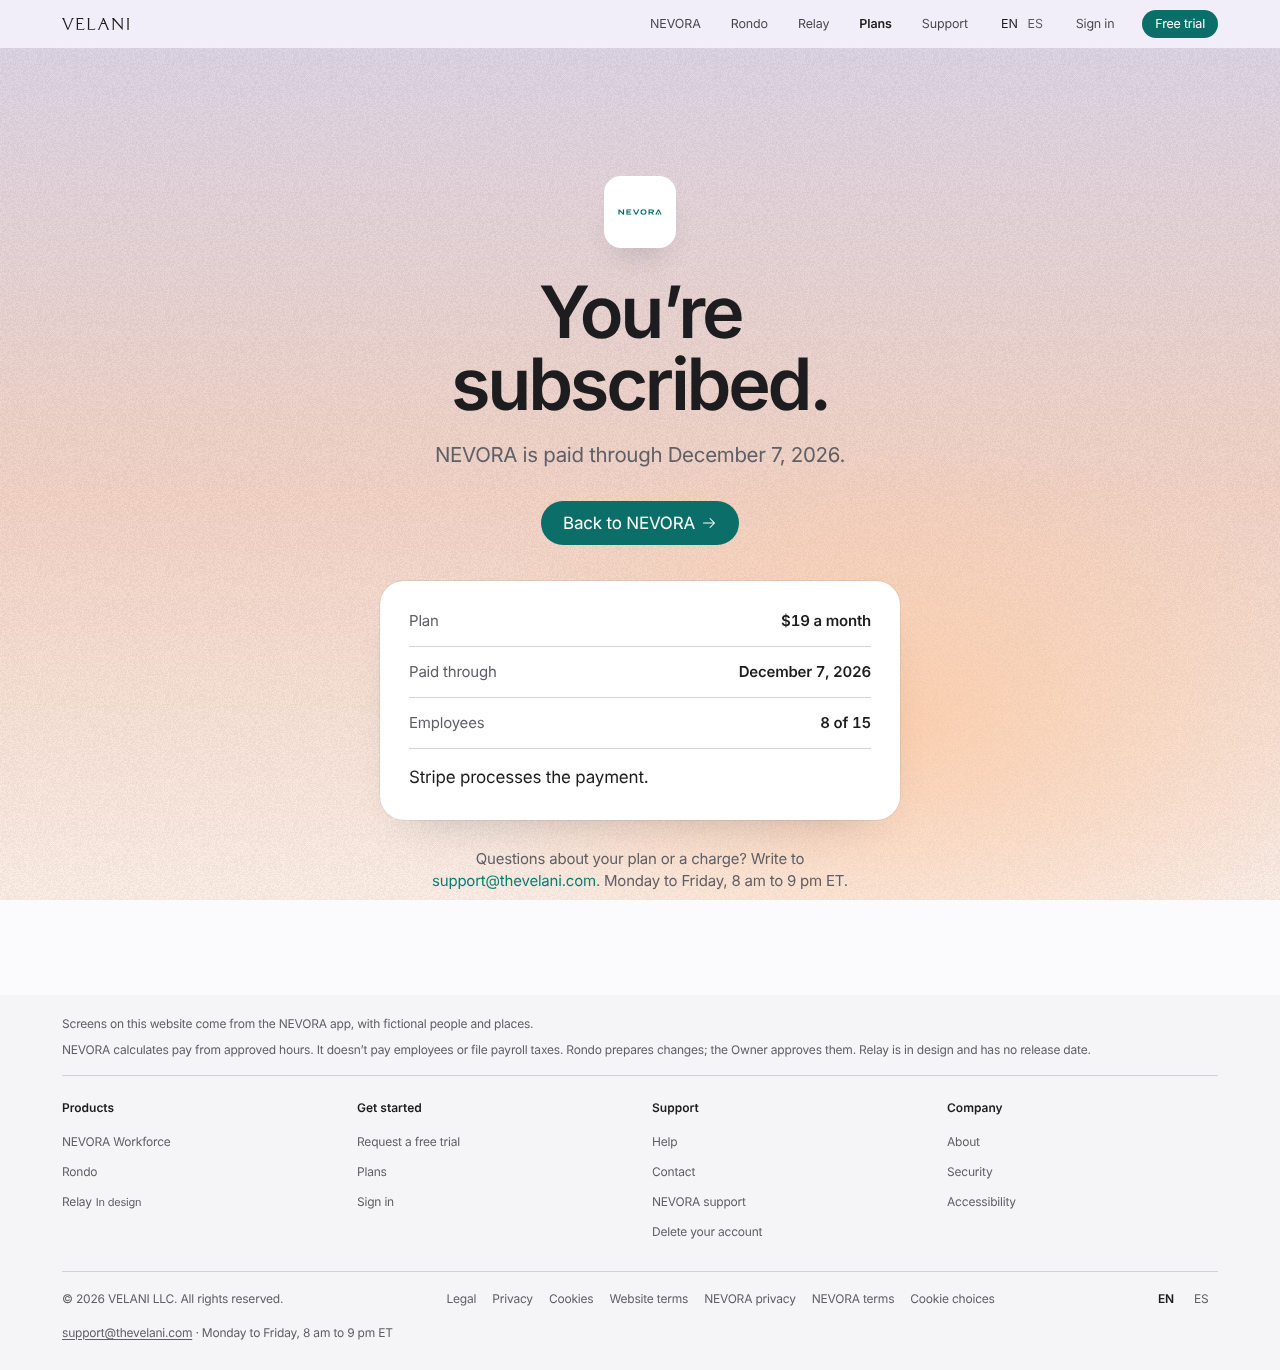 VELANI
NEVORA Rondo Relay Plans Support EN ES Sign in Free trial
NEVORA
You’re
subscribed.
NEVORA is paid through December 7, 2026.
Back to NEVORA →
Plan $19 a month
Paid through December 7, 2026
Employees 8 of 15
Stripe processes the payment.
Questions about your plan or a charge? Write to
support@thevelani.com. Monday to Friday, 8 am to 9 pm ET.
Screens on this website come from the NEVORA app, with fictional people and places.
NEVORA calculates pay from approved hours. It doesn’t pay employees or file payroll taxes. Rondo prepares changes; the Owner approves them. Relay is in design and has no release date.
Products Get started Support Company
NEVORA Workforce Request a free trial Help About
Rondo Plans Contact Security
Relay In design Sign in NEVORA support Accessibility
Delete your account
© 2026 VELANI LLC. All rights reserved. Legal Privacy Cookies Website terms NEVORA privacy NEVORA terms Cookie choices EN ES
support@thevelani.com · Monday to Friday, 8 am to 9 pm ET